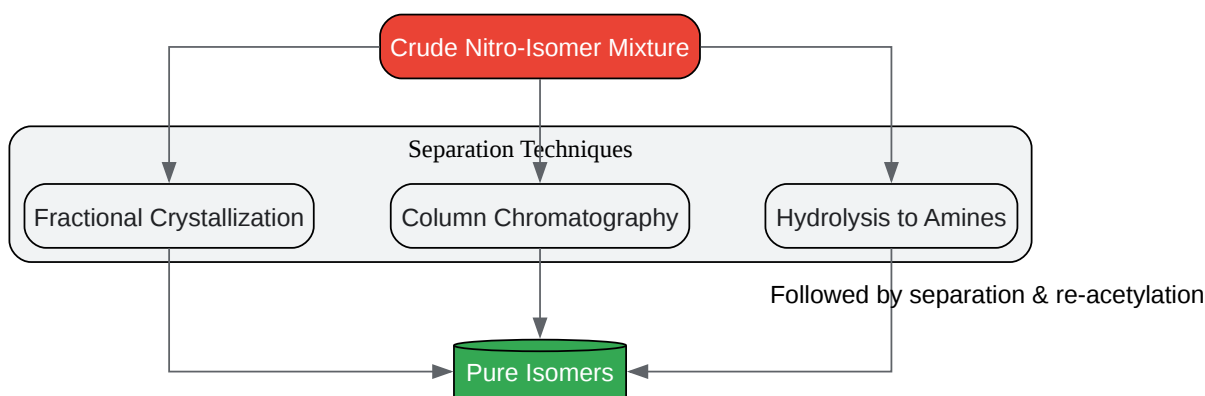 Crude Nitro-Isomer Mixture
Separation Techniques
Fractional Crystallization
Column Chromatography
Hydrolysis to Amines
Followed by separation & re-acetylation
Pure Isomers